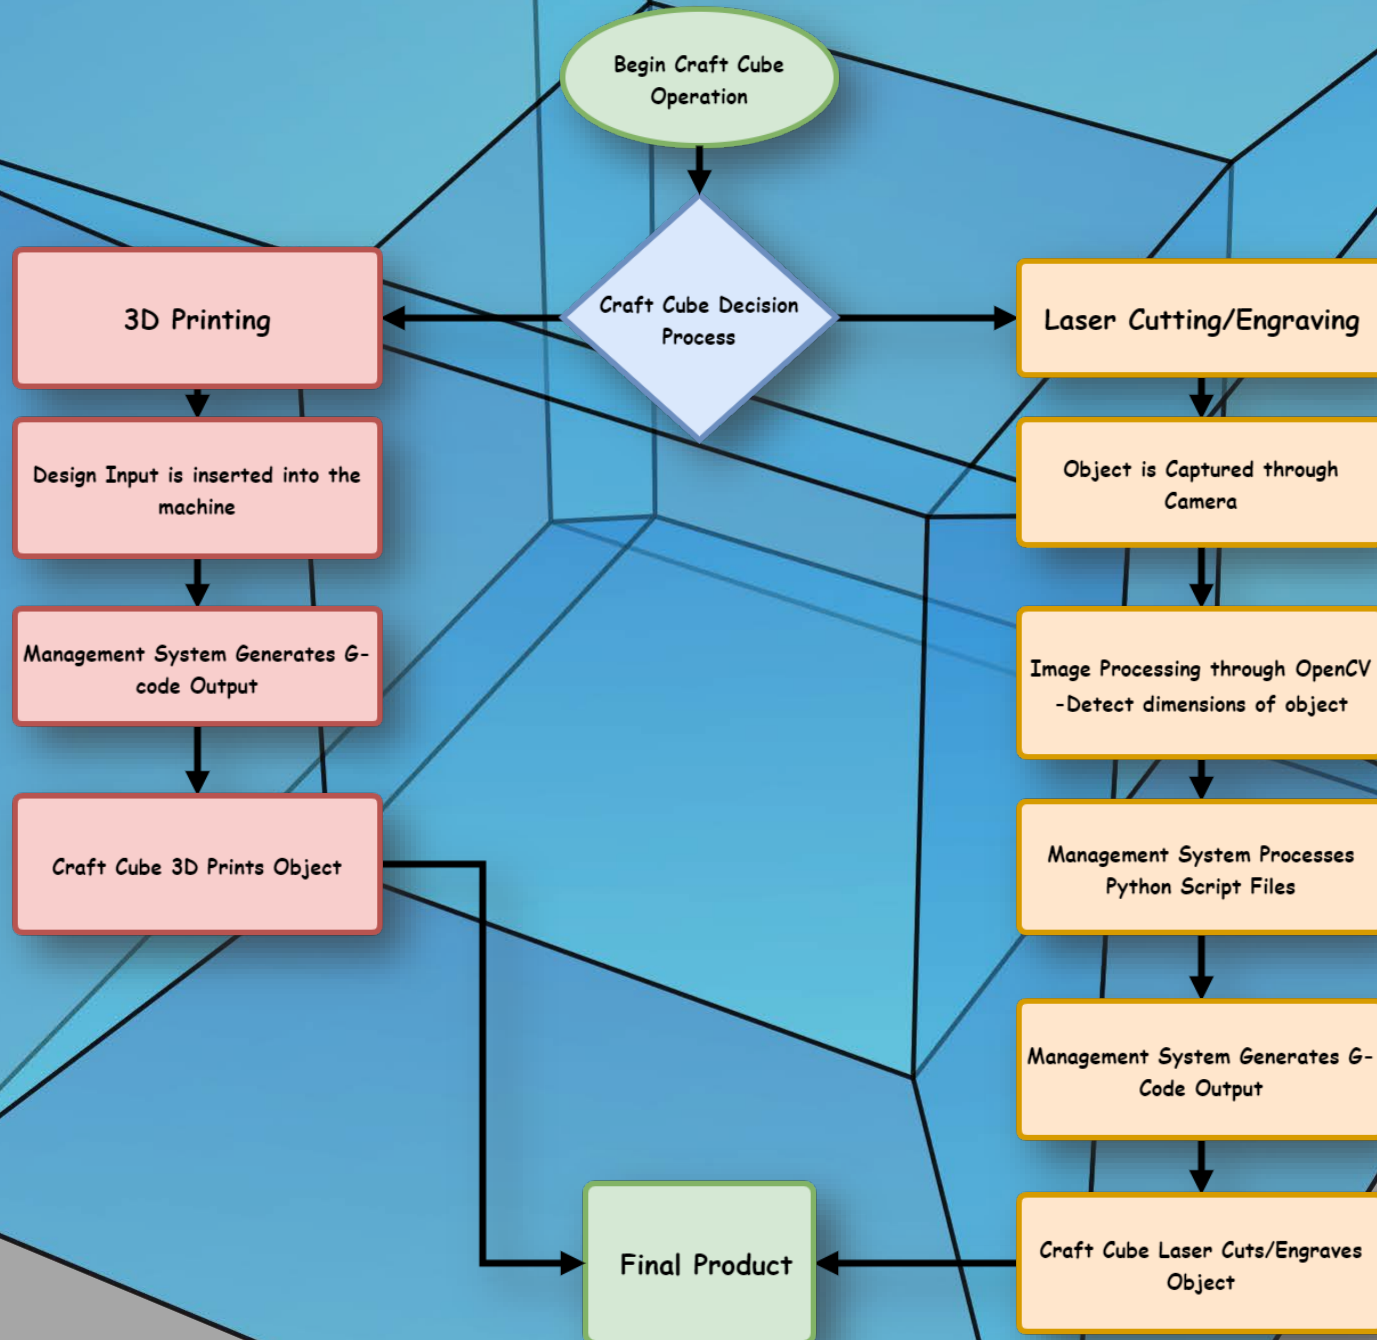 Begin Craft Cube
Operation
Craft Cube Decision
Process
3D Printing
Design Input is inserted into the
machine
Management System Generates G-
code Output
Craft Cube 3D Prints Object
Laser Cutting/Engraving
Object is Captured through
Camera
Image Processing through OpenCV
-Detect dimensions of object
Management System Processes
Python Script Files
Management System Generates G-
Code Output
Craft Cube Laser Cuts/Engraves
Object
Final Product